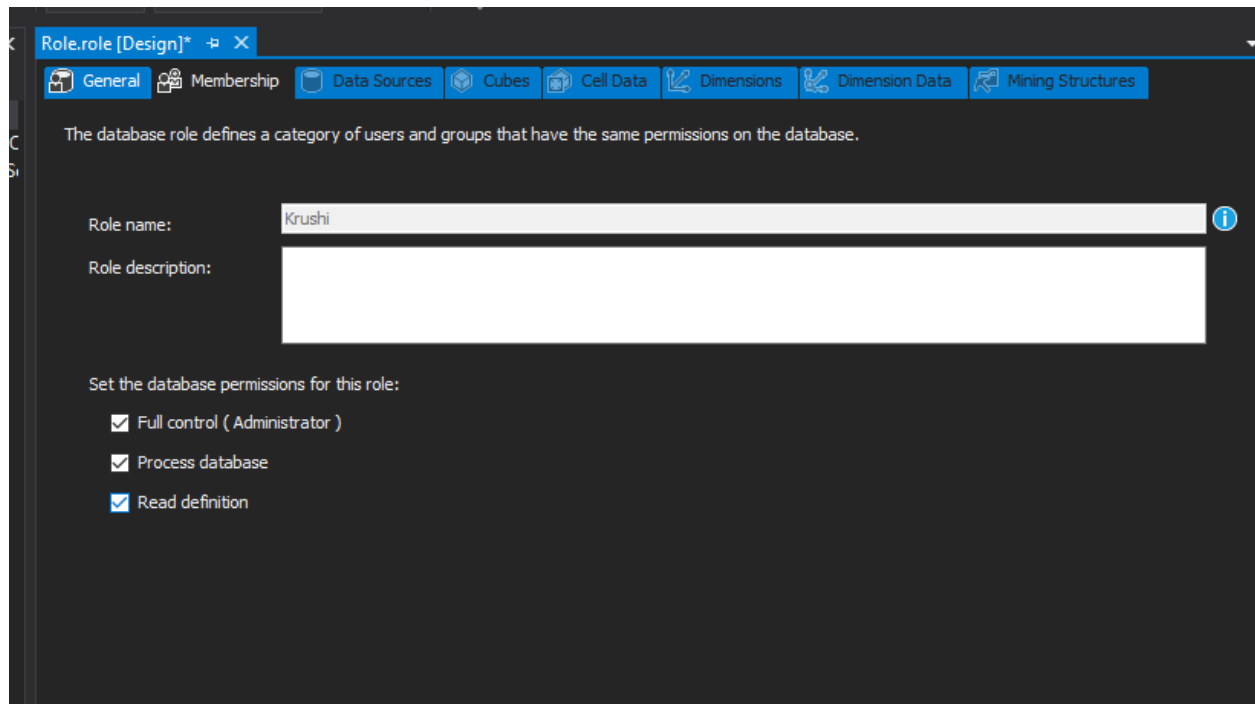 Role.role [Design]*
General Membership Data Sources Cubes Cell Data Dimensions Dimension Data Mining Structures
The database role defines a category of users and groups that have the same permissions on the database.
Role name: Krushi
Role description:
Set the database permissions for this role:
Full control ( Administrator )
Process database
Read definition